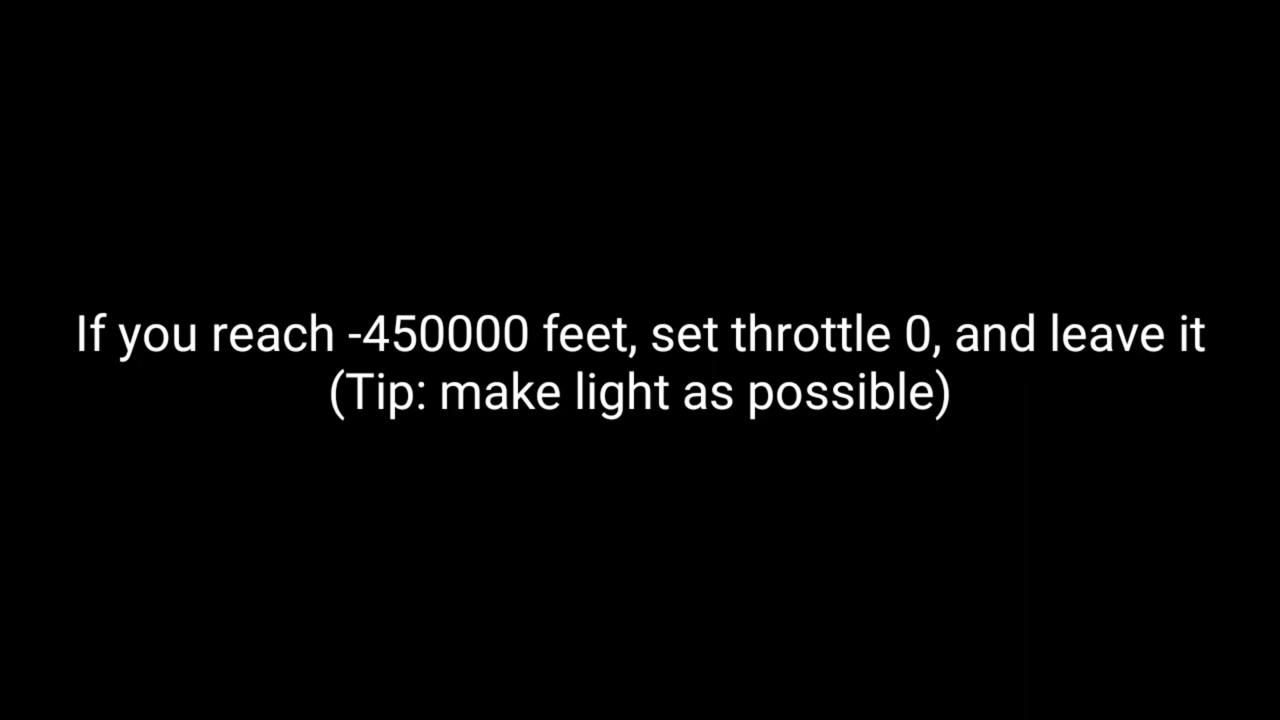 If you reach -450000 feet, set throttle 0, and leave it
(Tip: make light as possible)